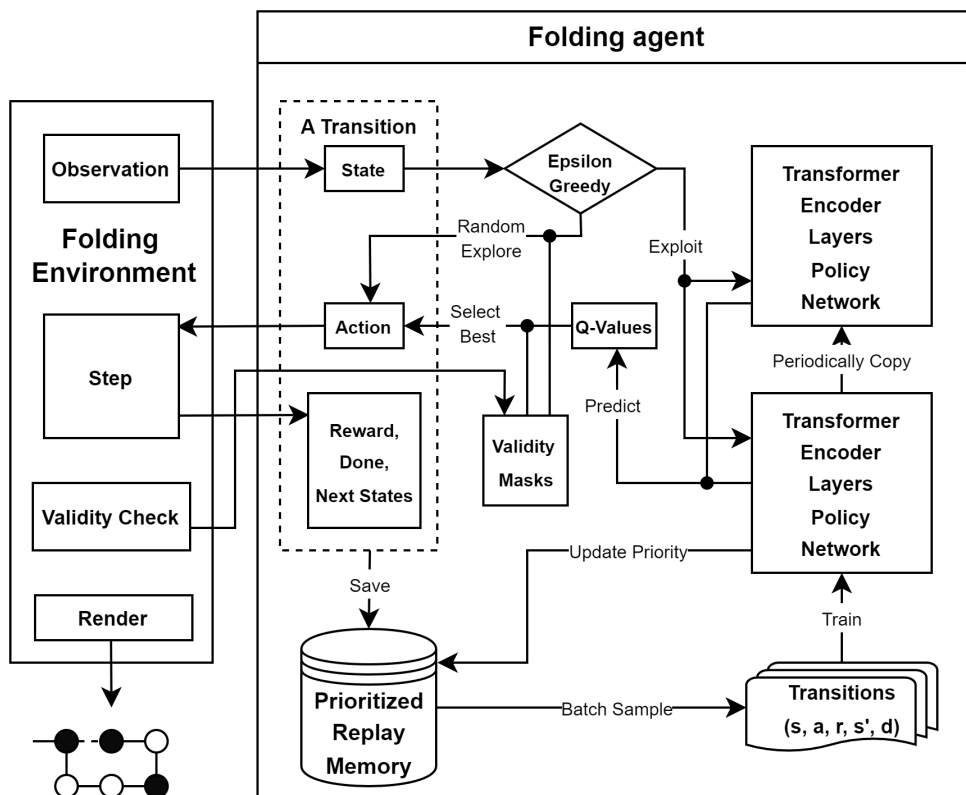 Folding agent
A Transition
Observation
State
Epsilon
Greedy
Transformer
Encoder
Layers
Policy
Network
Folding
Environment
Random
Explore
Exploit
Step
Action
Select
Best
Q-Values
Periodically Copy
Predict
Reward,
Done,
Next States
Validity
Masks
Transformer
Encoder
Layers
Policy
Network
Validity Check
Update Priority
Save
Render
Train
Prioritized
Replay
Memory
Batch Sample
Transitions
(s, a, r, s', d)